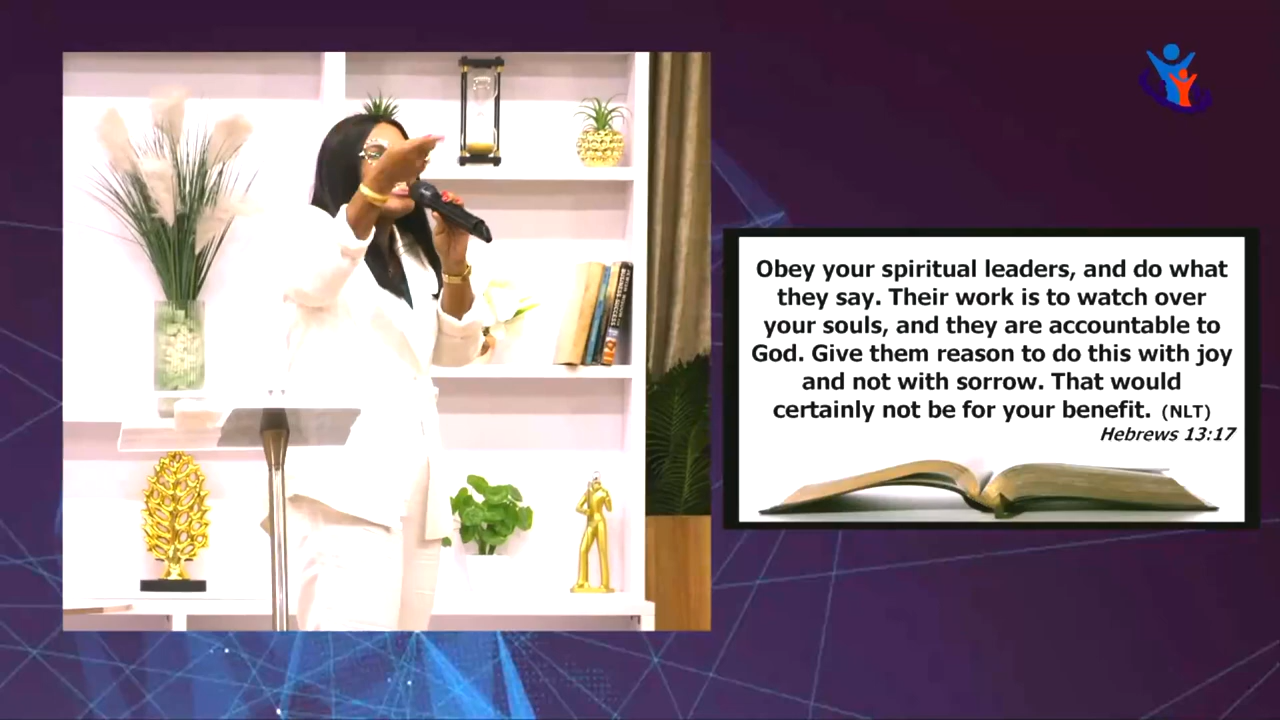 Obey your spiritual leaders, and do what
they say. Their work is to watch over
your souls, and they are accountable to
God. Give them reason to do this with joy
and not with sorrow. That would
certainly not be for your benefit. (NLT)
Hebrews 13:17